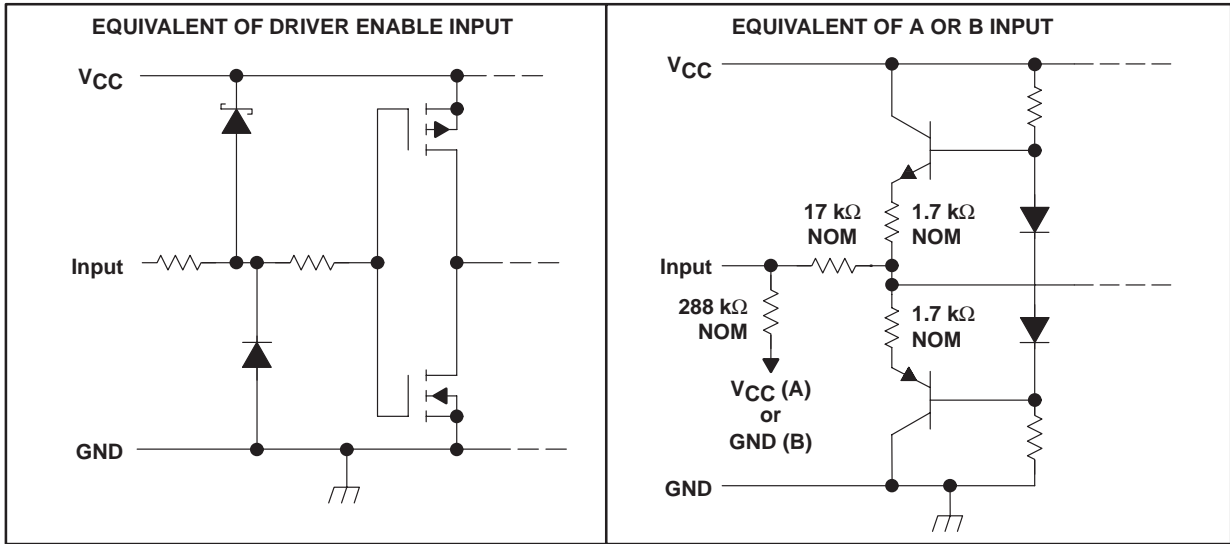 EQUIVALENT OF DRIVER ENABLE INPUT
VCC
Input
GND
EQUIVALENT OF A OR B INPUT
VCC
17 kΩ
NOM
1.7 kΩ
NOM
Input
288 kΩ
NOM
1.7 kΩ
NOM
VCC (A)
or
GND (B)
GND